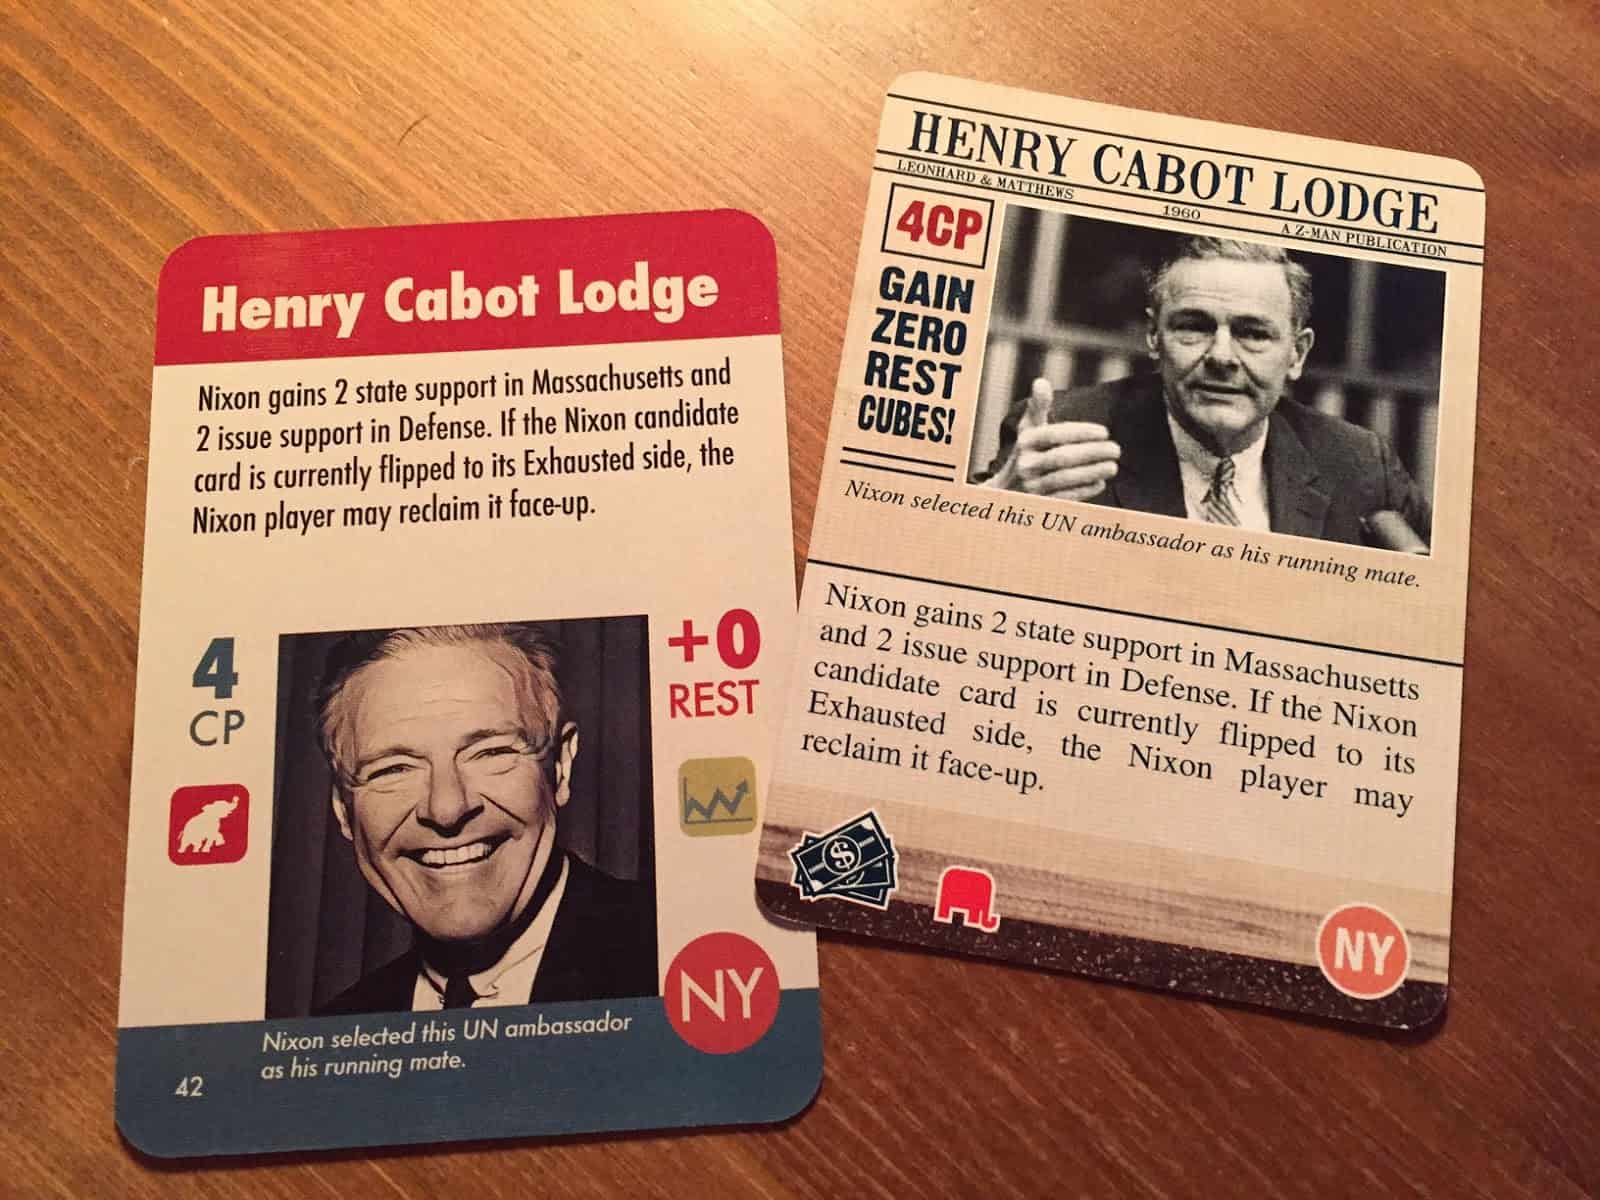 Henry Cabot Lodge
Nixon gains 2 state support in Massachusetts and
2 issue support in Defense. If the Nixon candidate
card is currently flipped to its Exhausted side, the
Nixon player may reclaim it face-up.
4
CP
+0
REST
NY
Nixon selected this UN ambassador
as his running mate.
42
HENRY CABOT LODGE
LEONHARD & MATTHEWS
1960
A Z-MAN PUBLICATION
4CP
GAIN
ZERO
REST
CUBES!
Nixon selected this UN ambassador as his running mate.
Nixon gains 2 state support in Massachusetts
and 2 issue support in Defense. If the Nixon
candidate card is currently flipped to its
Exhausted side, the Nixon player may
reclaim it face-up.
$
NY